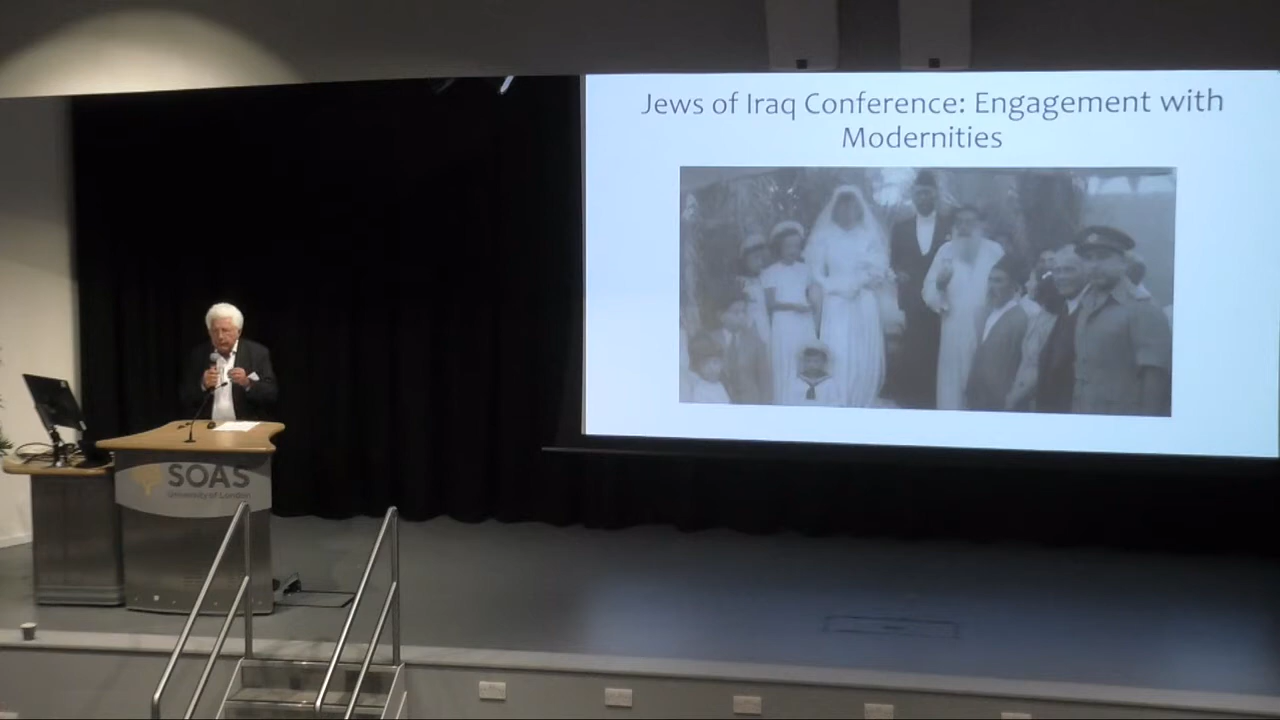 Jews of Iraq Conference: Engagement with
Modernities
SOAS
University of London